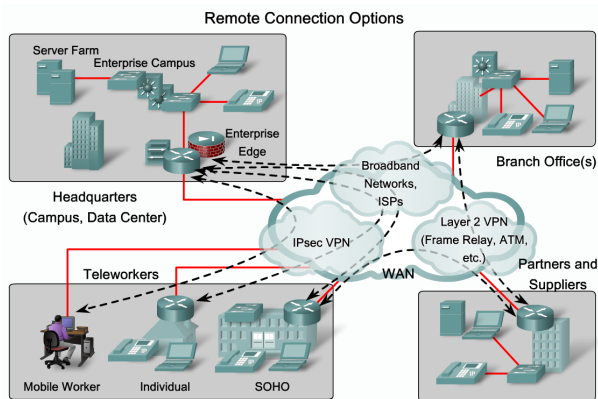 Remote Connection Options
Server Farm
Enterprise Campus
Enterprise
Edge
Headquarters
(Campus, Data Center)
Branch Office(s)
Broadband
Networks,
ISPs
IPsec VPN
Layer 2 VPN
(Frame Relay, ATM,
etc.)
WAN
Teleworkers
Partners and
Suppliers
Mobile Worker
Individual
SOHO